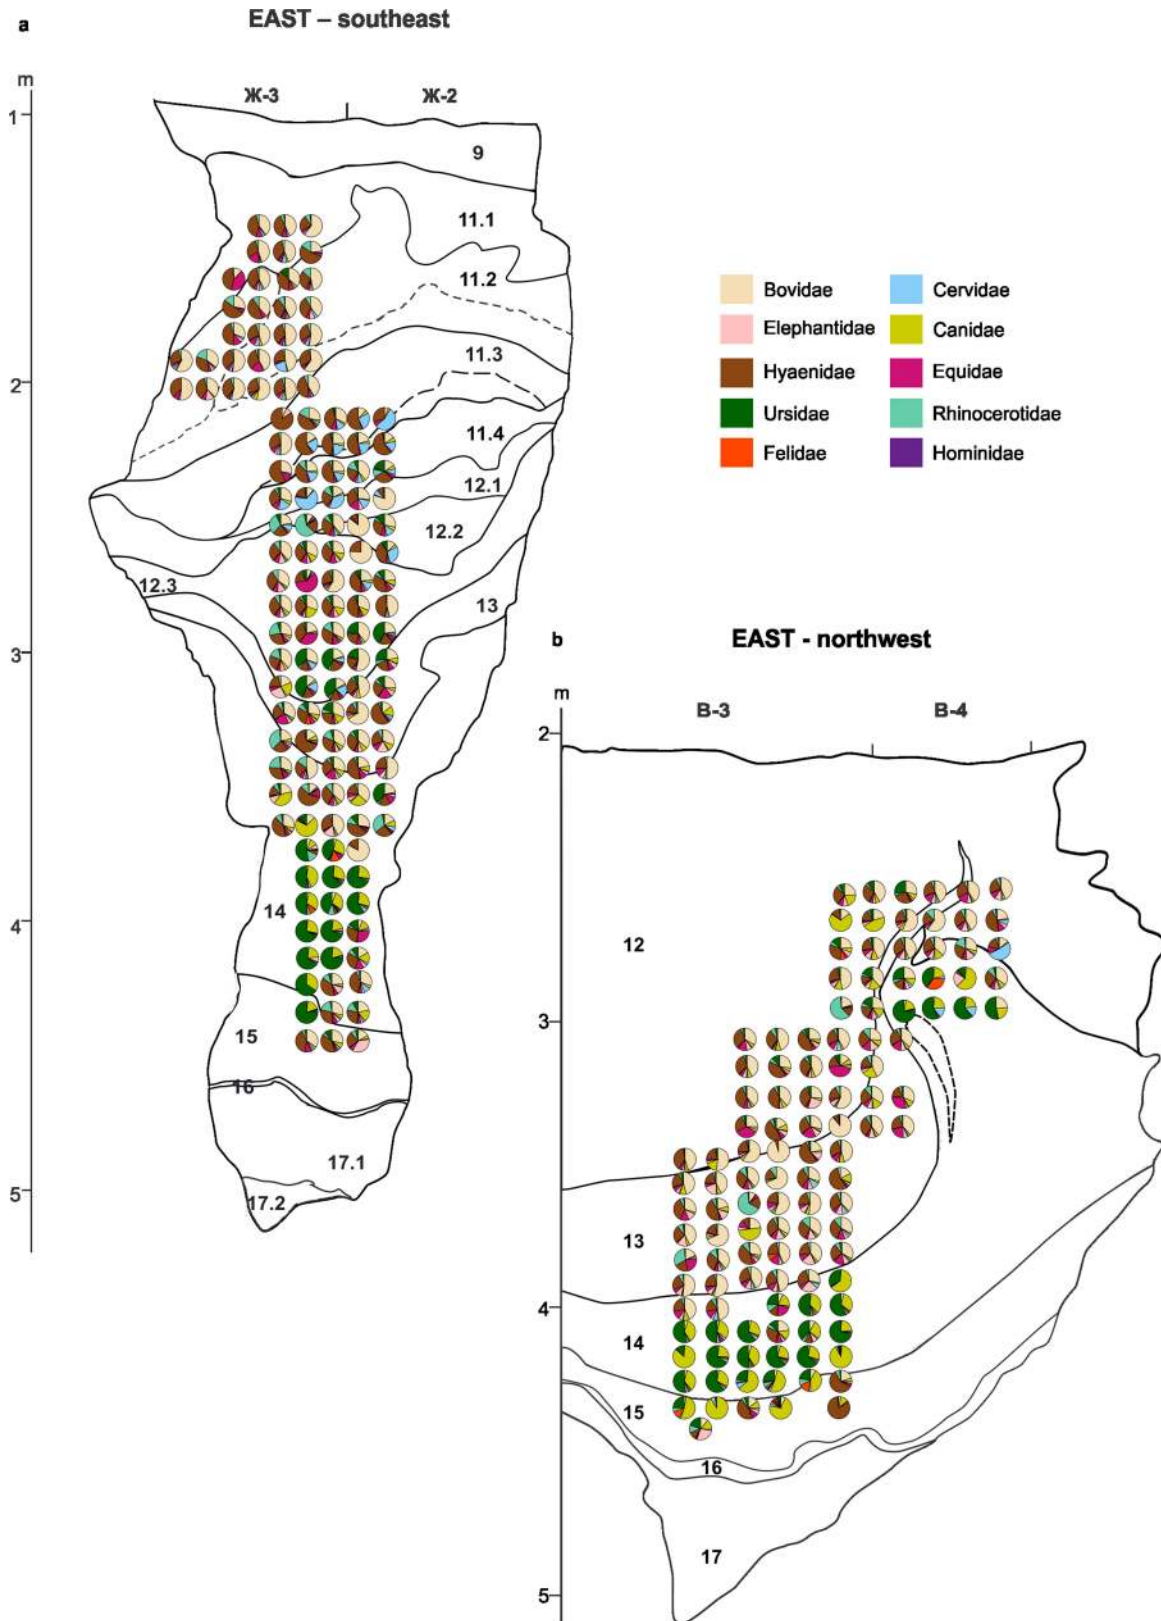 a
EAST – southeast
m
Ж-3
Ж-2
1
9
11.1
11.2
Bovidae
Cervidae
Elephantidae
Canidae
11.3
Hyaenidae
Equidae
2
Ursidae
Rhinocerotidae
11.4
Felidae
Hominidae
12.1
12.2
12.3
13
3
b
EAST - northwest
m
B-3
B-4
2
14
4
12
15
3
16
17.1
5
17.2
13
4
14
15
16
17
5